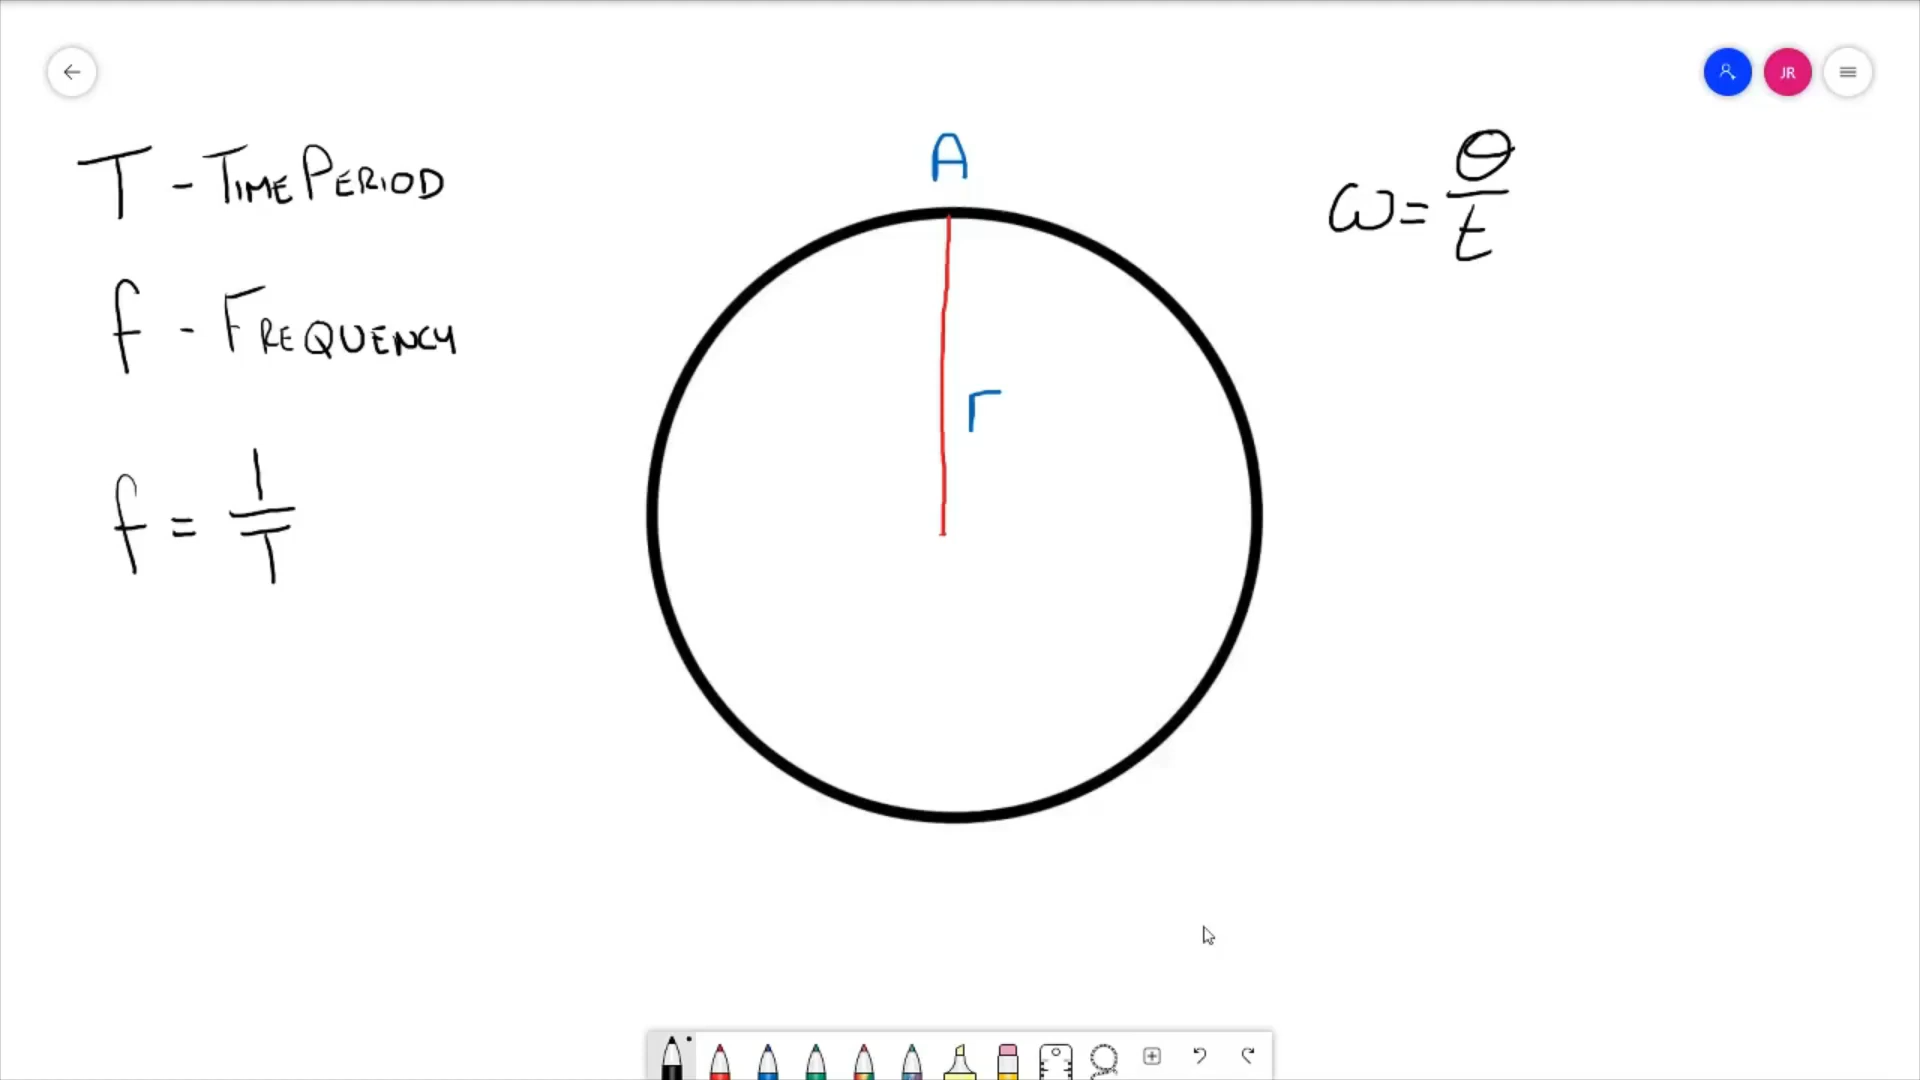 T - TIME PERIOD
f - FREQUENCY
f = 1/T
A
r
ω = θ/t
JR